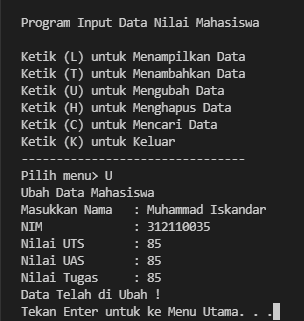 Program Input Data Nilai Mahasiswa
Ketik (L) untuk Menampilkan Data
Ketik (T) untuk Menambahkan Data
Ketik (U) untuk Mengubah Data
Ketik (H) untuk Menghapus Data
Ketik (C) untuk Mencari Data
Ketik (K) untuk Keluar
--------------------------------
Pilih menu> U
Ubah Data Mahasiswa
Masukkan Nama   : Muhammad Iskandar
NIM             : 312110035
Nilai UTS       : 85
Nilai UAS       : 85
Nilai Tugas     : 85
Data Telah di Ubah !
Tekan Enter untuk ke Menu Utama. . .